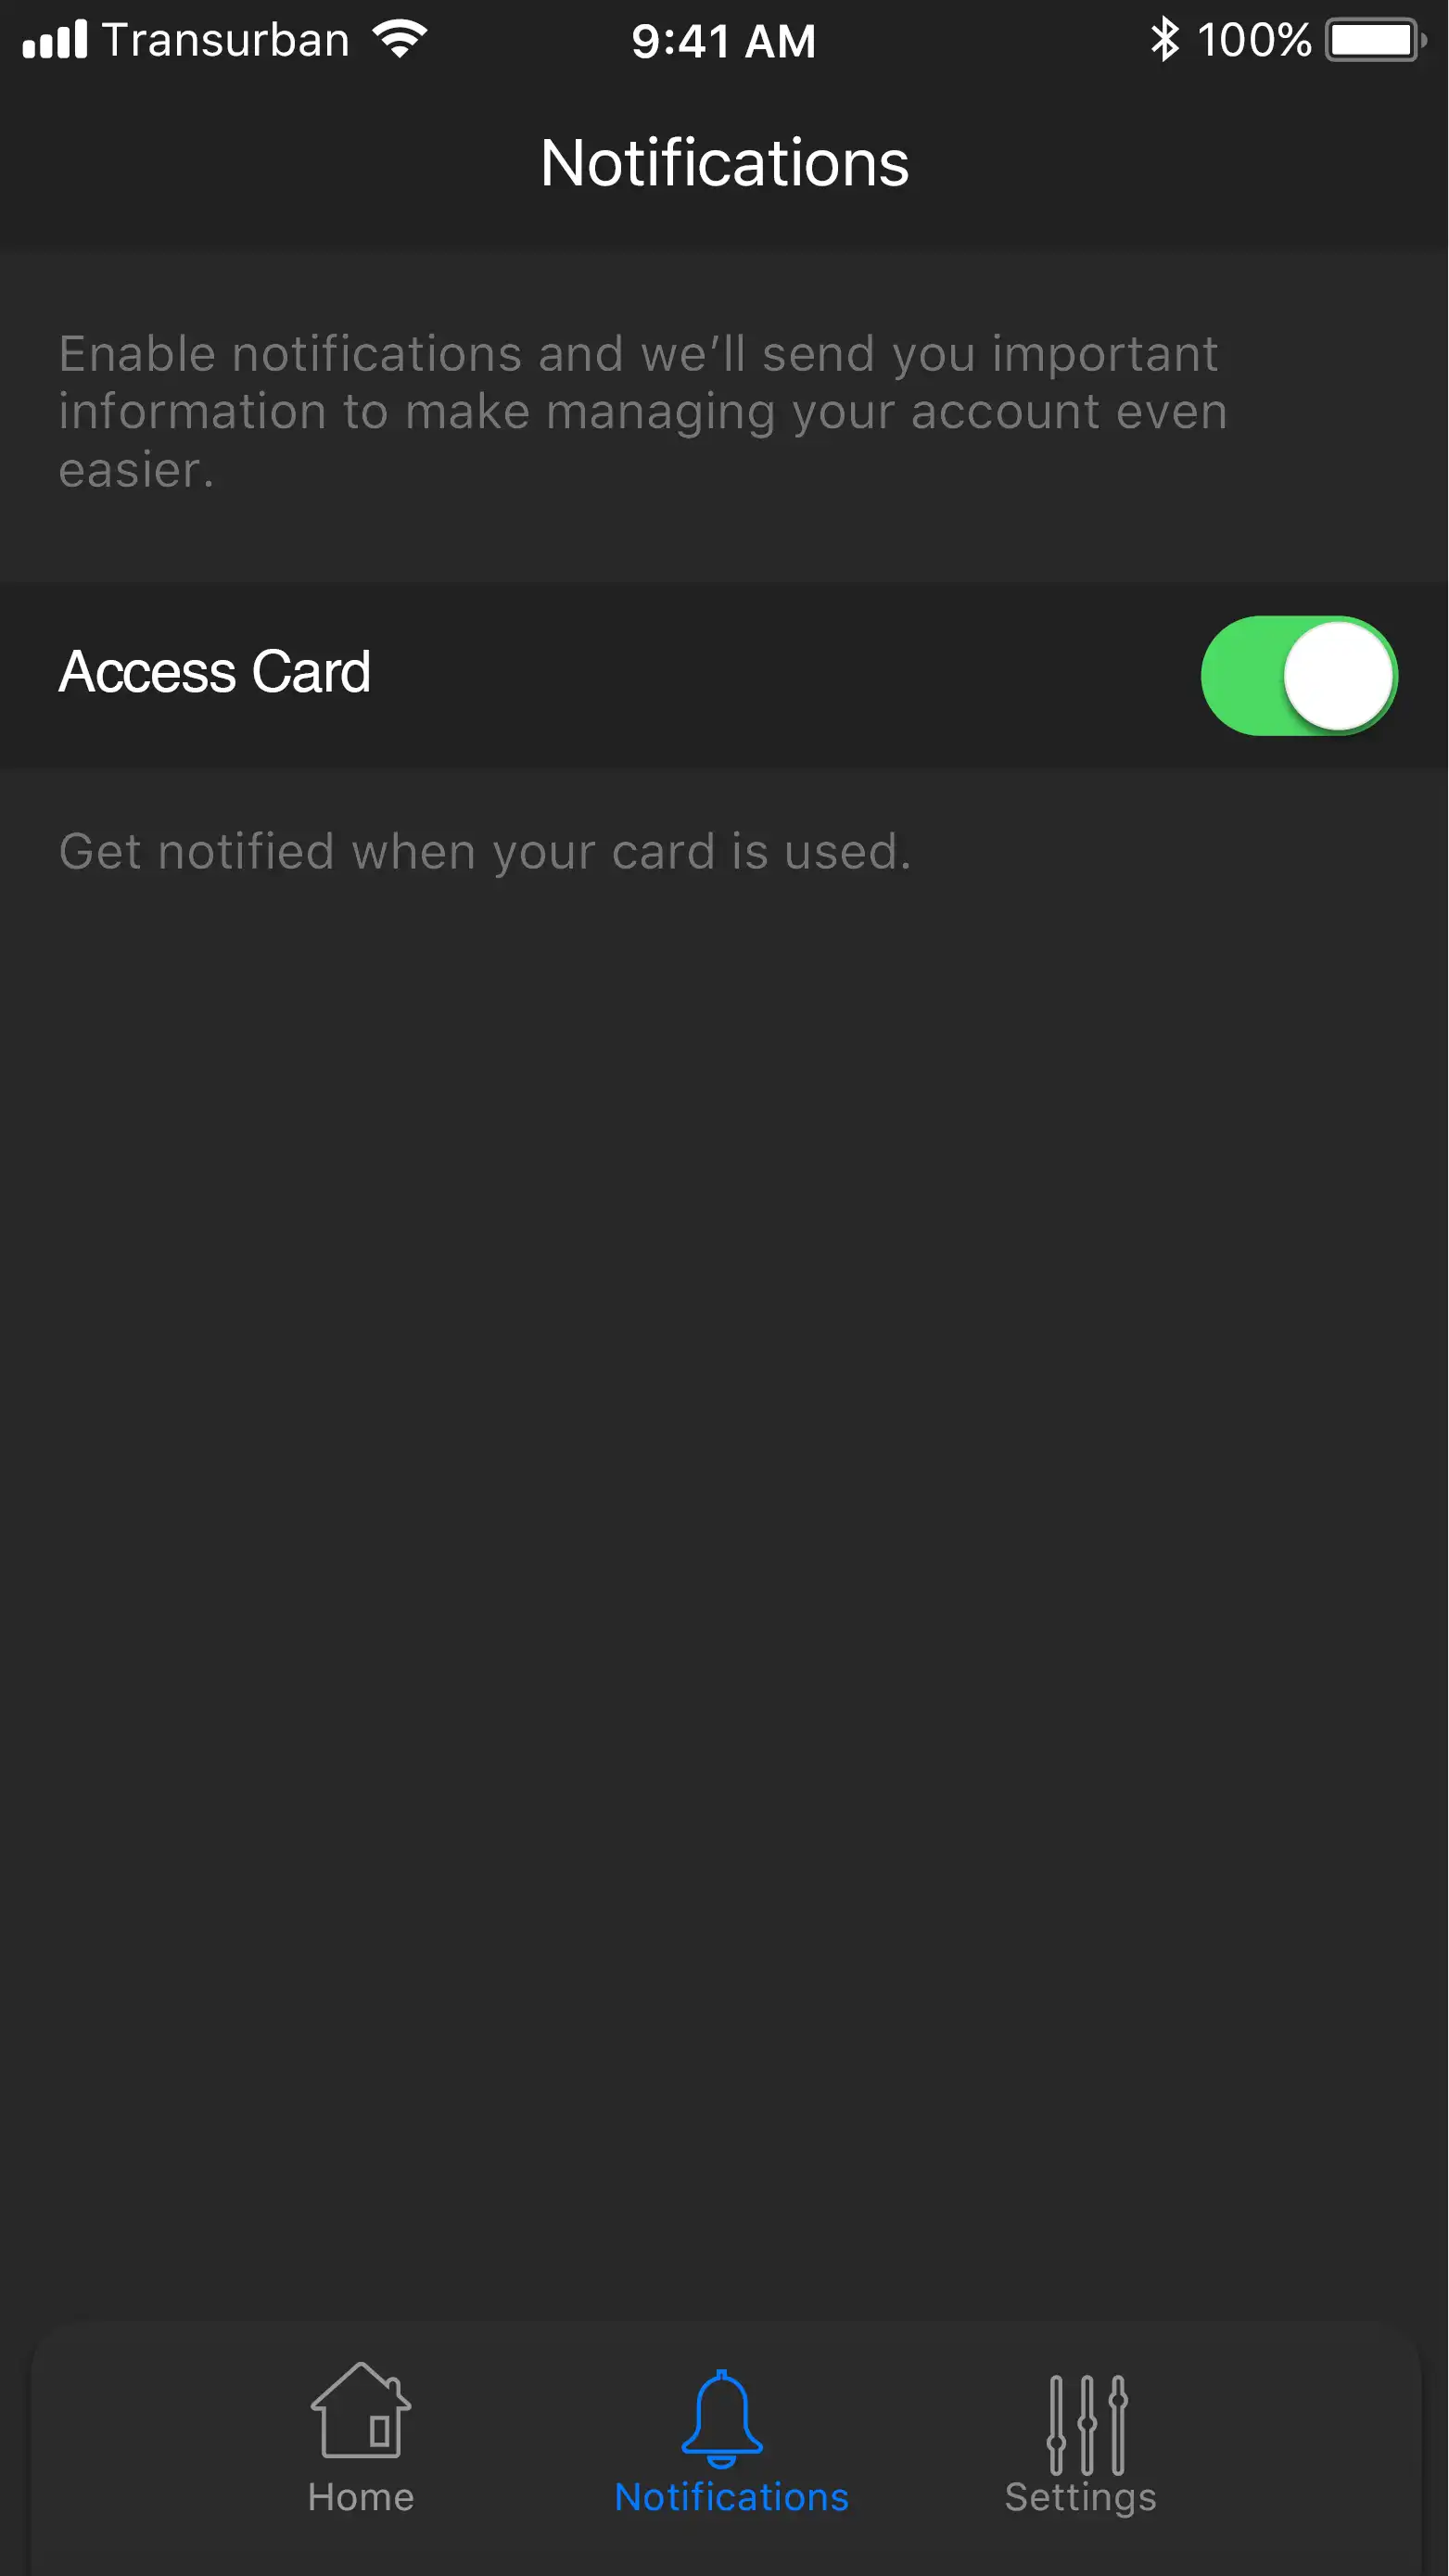 Transurban 9:41 AM 100%
Notifications
Enable notifications and we’ll send you important
information to make managing your account even
easier.
Access Card
Get notified when your card is used.
Home Notifications Settings